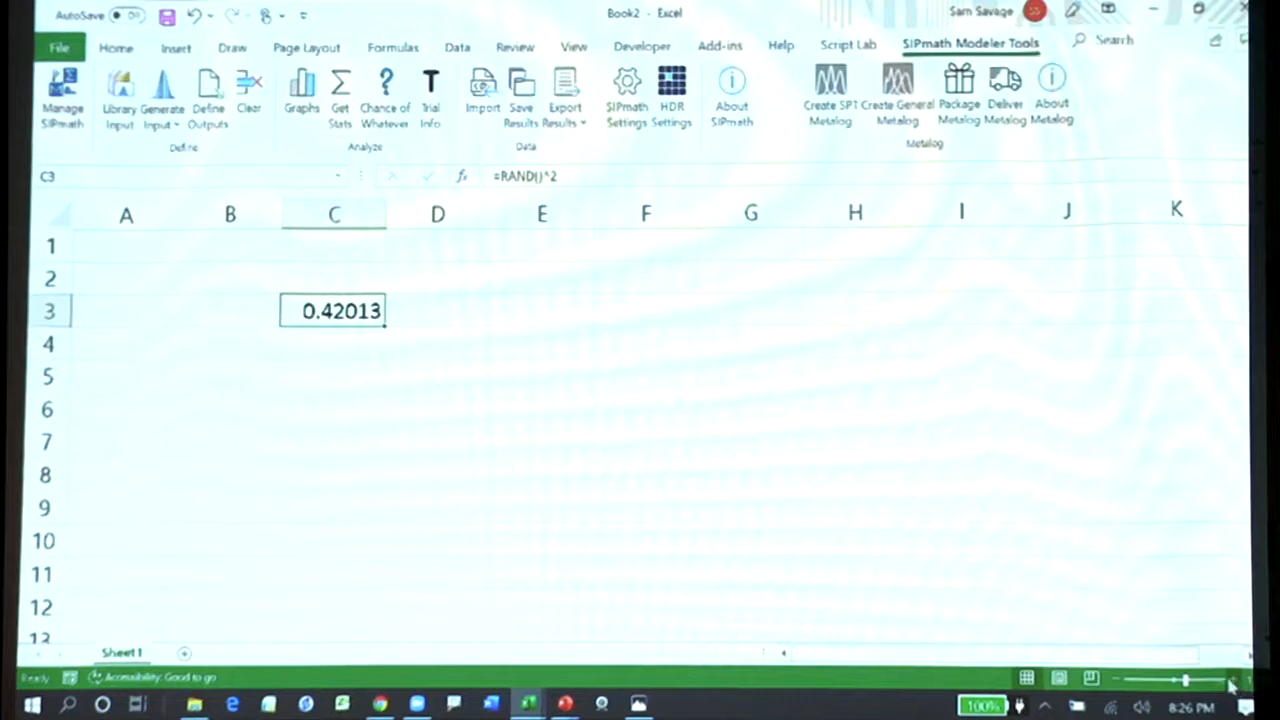 AutoSave Off Book2 - Excel Sam Savage SS
File Home Insert Draw Page Layout Formulas Data Review View Developer Add-ins Help Script Lab SIPmath Modeler Tools Search
Manage SIPmath Library Input Generate Input Define Outputs Clear Graphs Get Stats Chance of Whatever Trial Info Import Save Results Export Results SIPmath Settings HDR Settings About SIPmath Create SPT Metalog Create General Metalog Package Metalog Deliver Metalog About Metalog
Define Analyze Data Metalog
C3 fx =RAND()^2
A B C D E F G H I J K
1
2
3 0.42013
4
5
6
7
8
9
10
11
12
13
Sheet1
Ready Accessibility: Good to go
100% 8:26 PM